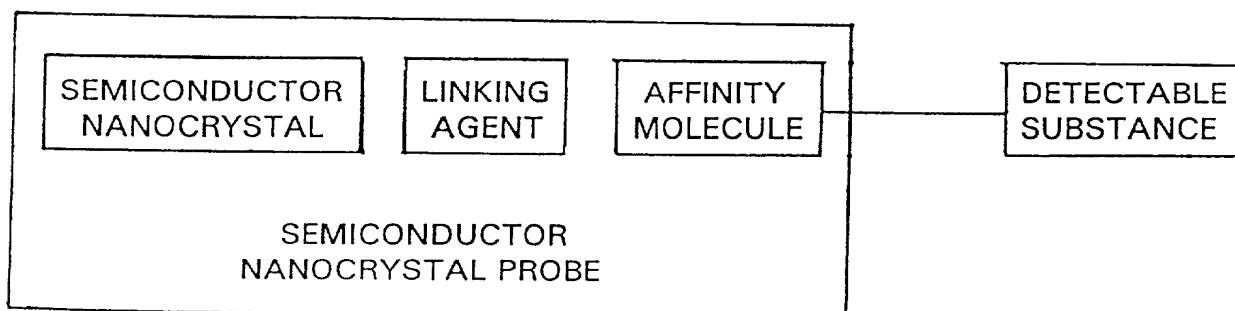 SEMICONDUCTOR
NANOCRYSTAL
LINKING
AGENT
AFFINITY
MOLECULE
DETECTABLE
SUBSTANCE
SEMICONDUCTOR
NANOCRYSTAL PROBE